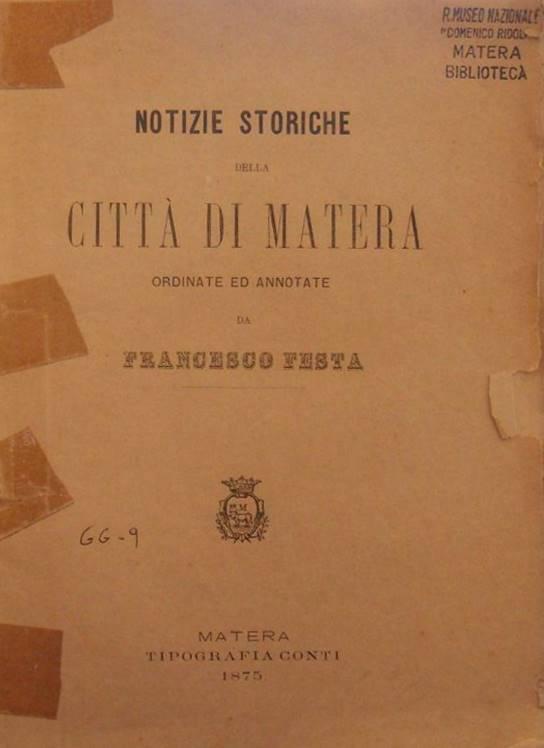 R. MUSEO NAZIONALE
"DOMENICO RIDOL
MATERA
BIBLIOTECA
NOTIZIE STORICHE
DELLA
CITTÀ DI MATERA
ORDINATE ED ANNOTATE
DA
FRANCESCO FESTA
M
GG-9
MATERA
TIPOGRAFIA CONTI
1875